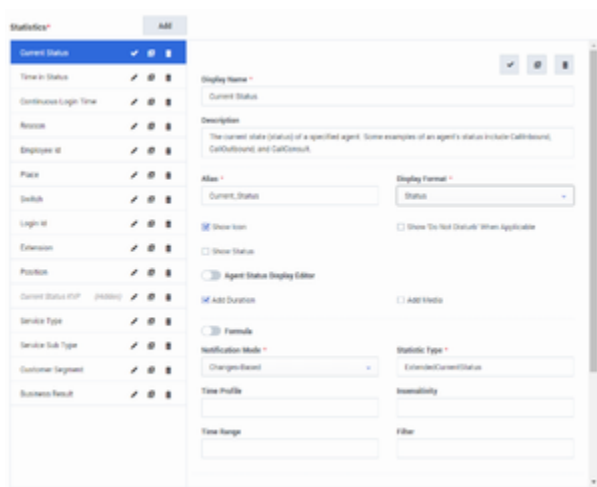 Statistics*
Add
Current Status
Time in Status
Continuous Login Time
Reason
Employee Id
Place
Switch
Login Id
Extension
Position
Current Status KVP (Hidden)
Service Type
Service Sub Type
Customer Segment
Business Result
Display Name *
Current Status
Description
The current state (status) of a specified agent. Some examples of an agent's status include CallInbound,
CallOutbound, and CallConsult.
Alias *
Display Format *
Current_Status
Status
Show Icon
Show 'Do Not Disturb' When Applicable
Show Status
Agent Status Display Editor
Add Duration
Add Media
Formula
Notification Mode *
Statistic Type *
Changes-Based
ExtendedCurrentStatus
Time Profile
Insensitivity
Time Range
Filter